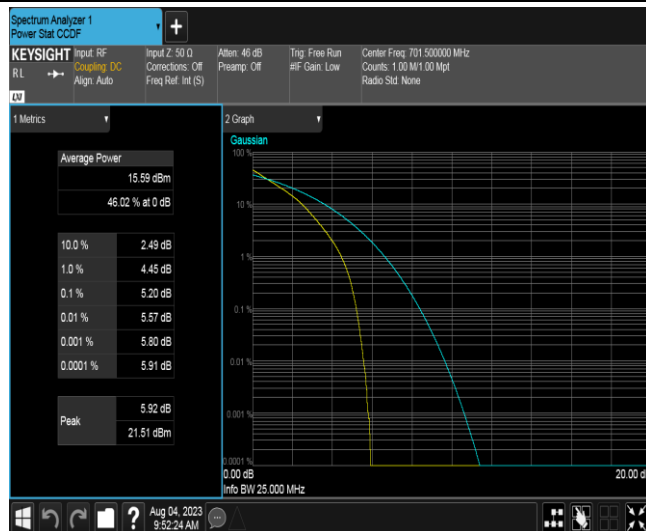 Spectrum Analyzer 1
Power Stat CCDF
KEYSIGHT
RL
Input: RF
Coupling: DC
Align: Auto
Input Z: 50 Ω
Corrections: Off
Freq Ref: Int (S)
Atten: 46 dB
Preamp: Off
Trig: Free Run
#IF Gain: Low
Center Freq: 701.500000 MHz
Counts: 1.00 M/1.00 Mpt
Radio Std: None
1 Metrics
Average Power
15.59 dBm
46.02 % at 0 dB
10.0 % 2.49 dB
1.0 % 4.45 dB
0.1 % 5.20 dB
0.01 % 5.57 dB
0.001 % 5.80 dB
0.0001 % 5.91 dB
Peak
5.92 dB
21.51 dBm
2 Graph
Gaussian
100 %
10 %
1 %
0.1 %
0.01 %
0.001 %
0.0001 %
0.00 dB
20.00 d
Info BW 25.000 MHz
?
Aug 04, 2023
9:52:24 AM